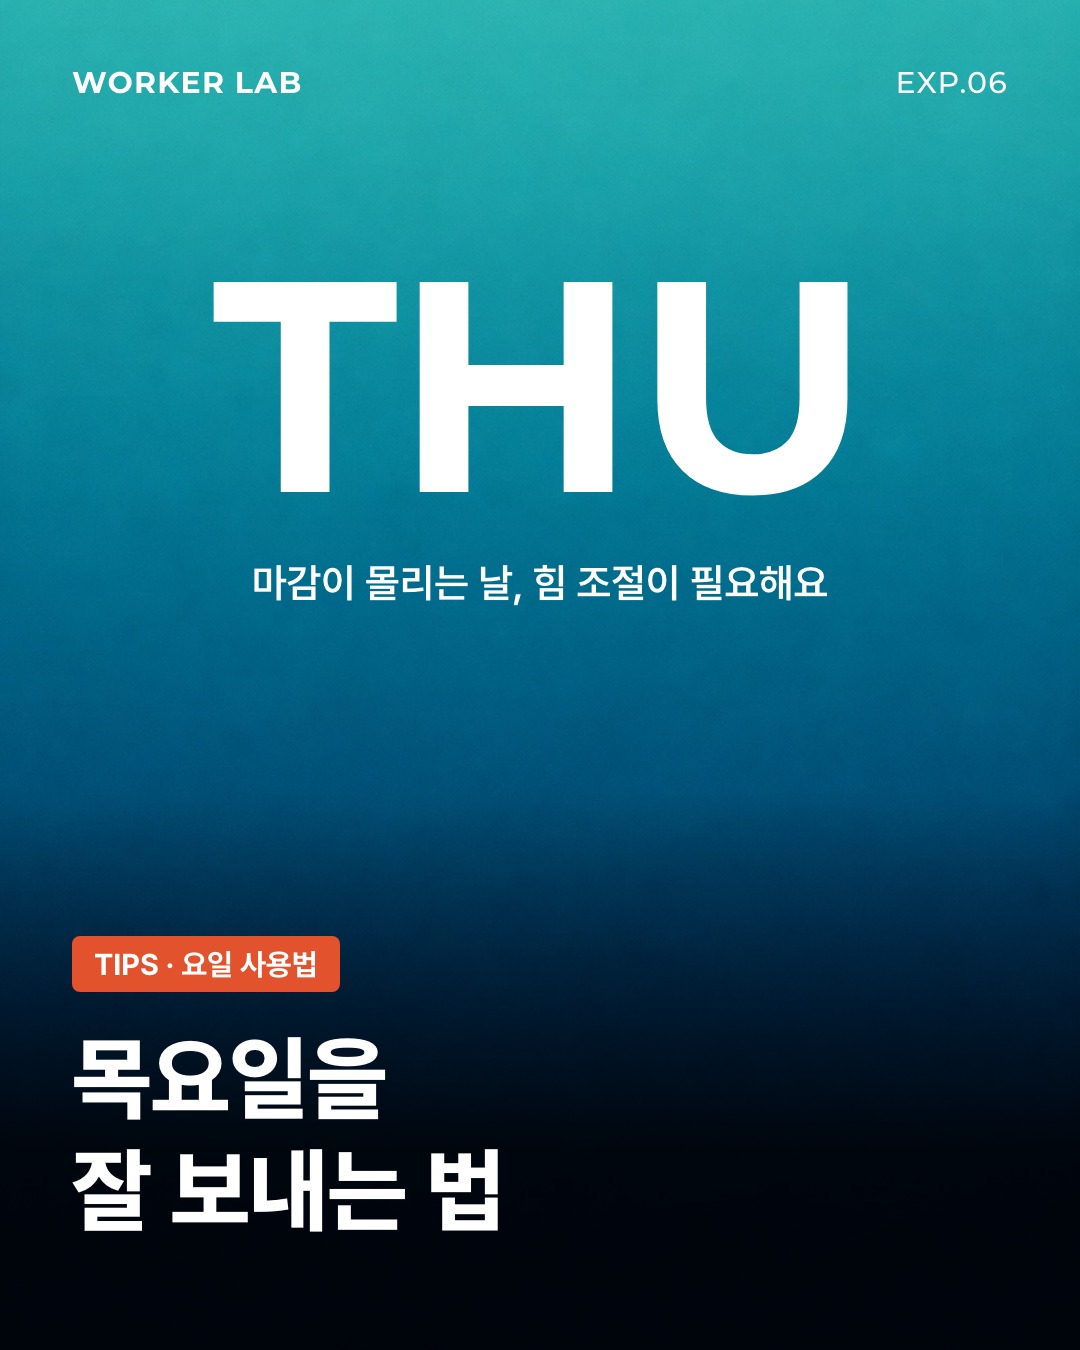 WORKER LAB
EXP.06
THU
마감이 몰리는 날, 힘 조절이 필요해요
TIPS · 요일 사용법
목요일을
잘 보내는 법